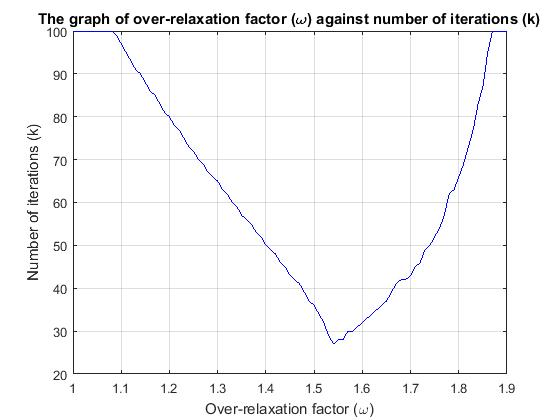 The graph of over-relaxation factor (ω) against number of iterations (k)
100
90
80
70
60
50
40
30
20
Number of iterations (k)
1 1.1 1.2 1.3 1.4 1.5 1.6 1.7 1.8 1.9
Over-relaxation factor (ω)